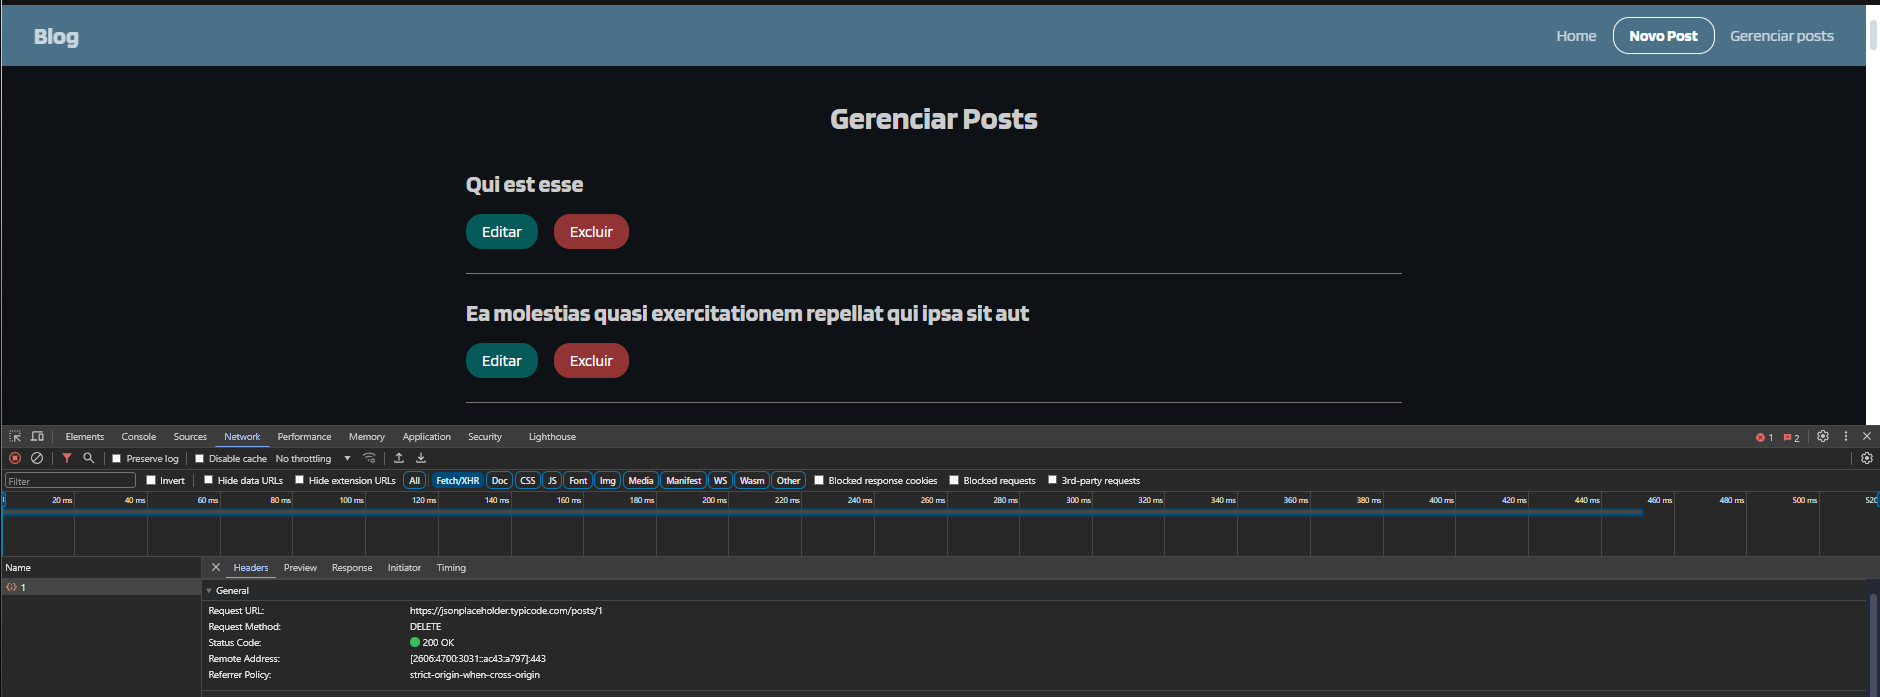 Blog Home Novo Post Gerenciar posts
Gerenciar Posts
Qui est esse
Editar Excluir
Ea molestias quasi exercitationem repellat qui ipsa sit aut
Editar Excluir
Elements Console Sources Network Performance Memory Application Security Lighthouse 1 2
Preserve log Disable cache No throttling
Filter Invert Hide data URLs Hide extension URLs All Fetch/XHR Doc CSS JS Font Img Media Manifest WS Wasm Other Blocked response cookies Blocked requests 3rd-party requests
20 ms 40 ms 60 ms 80 ms 100 ms 120 ms 140 ms 160 ms 180 ms 200 ms 220 ms 240 ms 260 ms 280 ms 300 ms 320 ms 340 ms 360 ms 380 ms 400 ms 420 ms 440 ms 460 ms 480 ms 500 ms 520
Name Headers Preview Response Initiator Timing
1
General
Request URL: https://jsonplaceholder.typicode.com/posts/1
Request Method: DELETE
Status Code: 200 OK
Remote Address: [2606:4700:3031::ac43:a797]:443
Referrer Policy: strict-origin-when-cross-origin